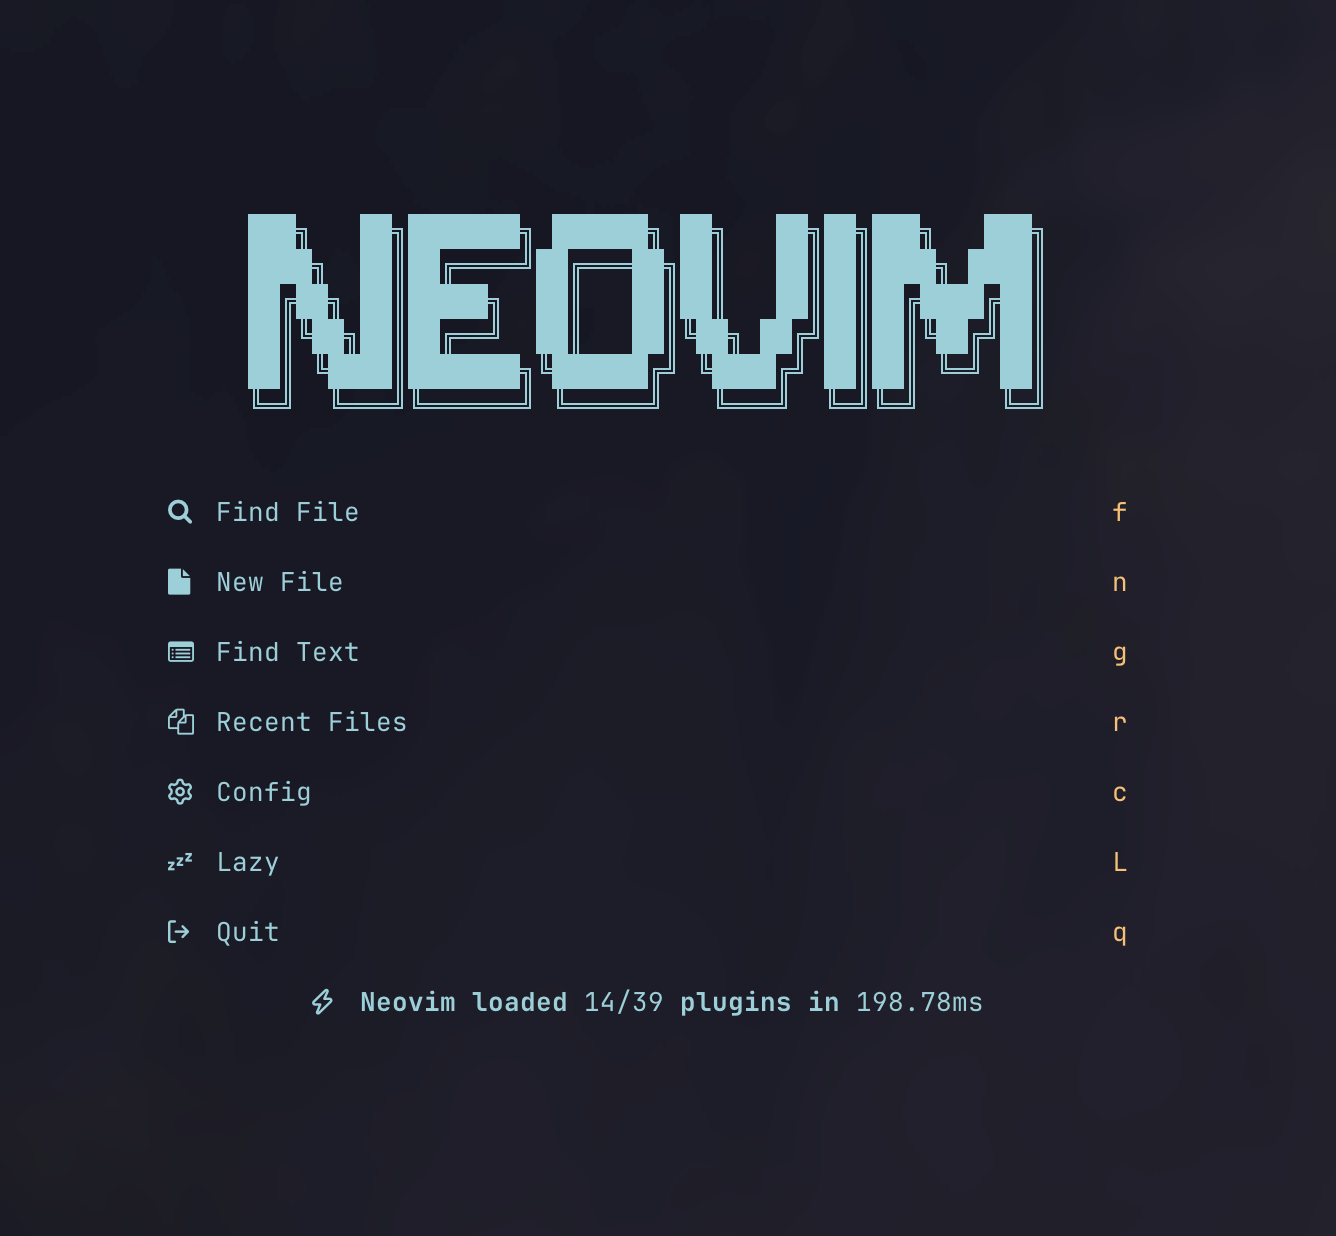 NEOVIM
Find File f
New File n
Find Text g
Recent Files r
Config c
Lazy L
Quit q
Neovim loaded 14/39 plugins in 198.78ms